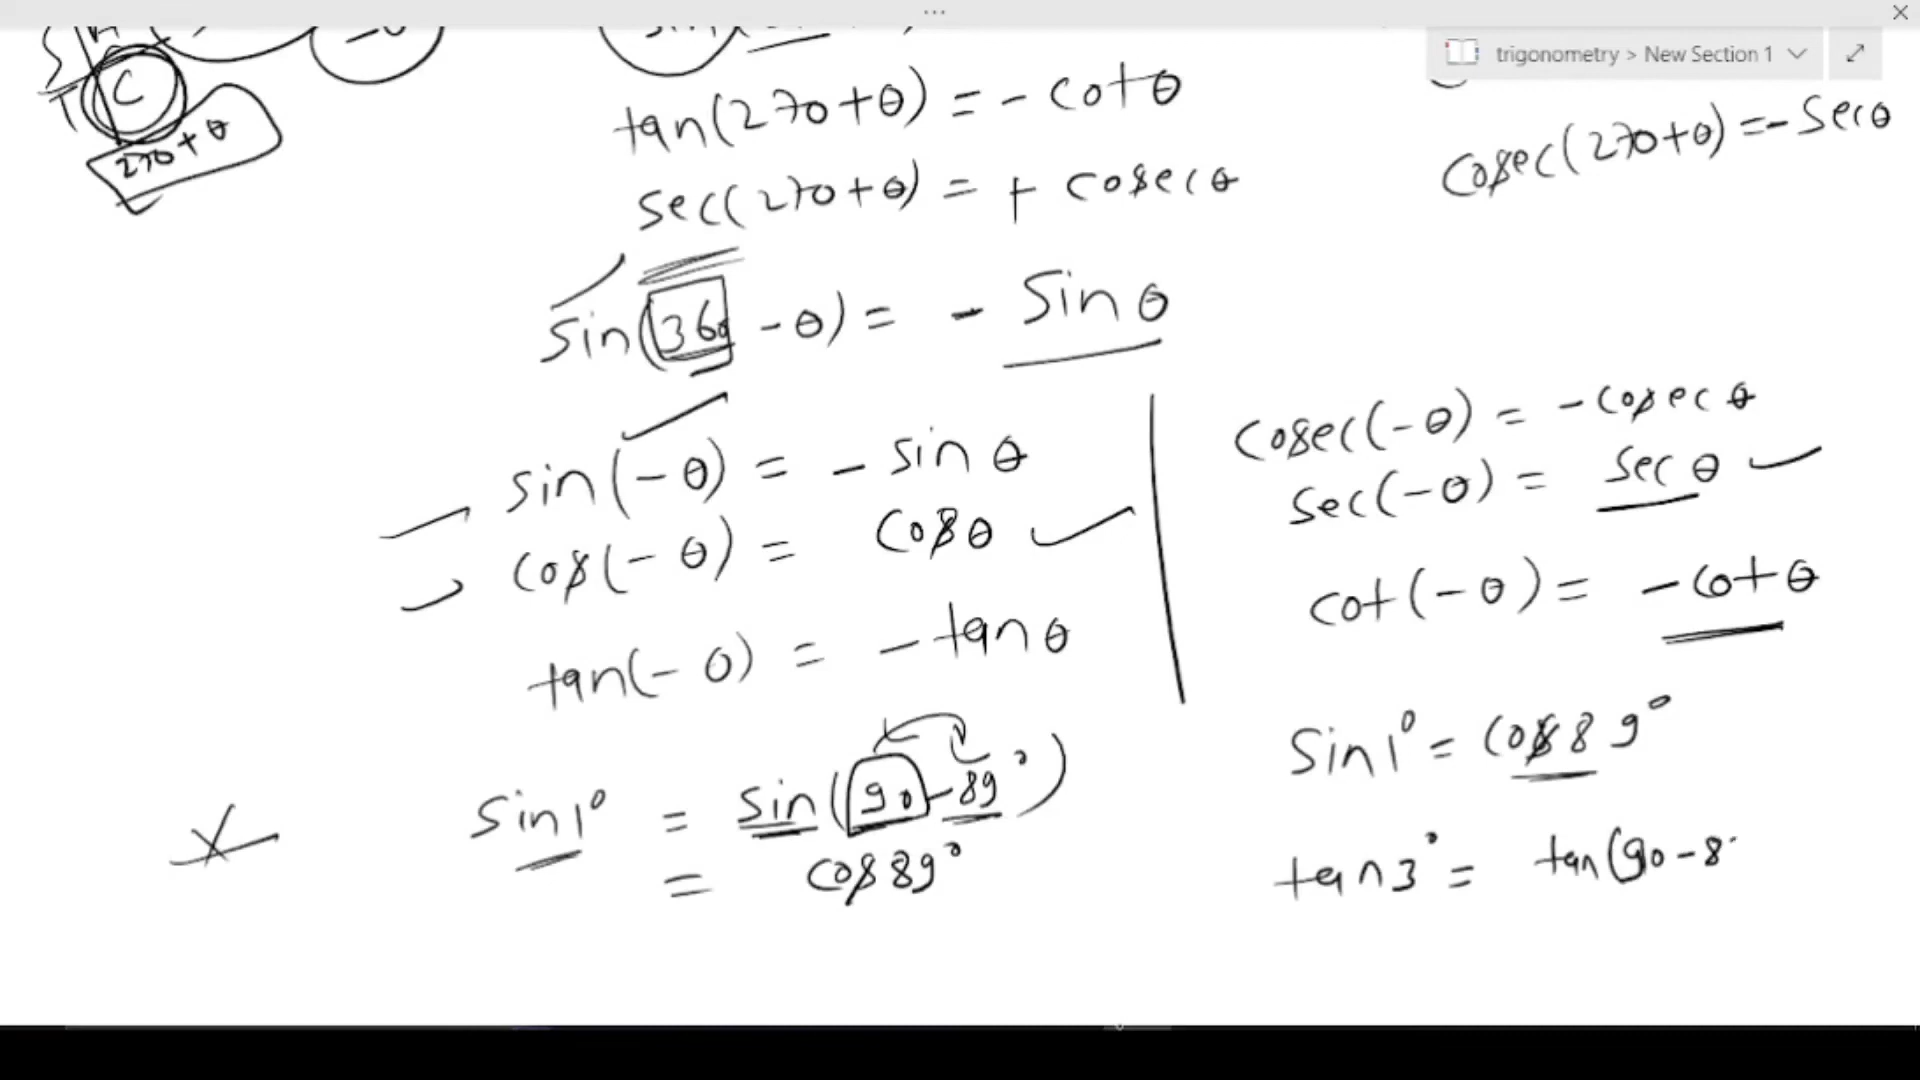 trigonometry > New Section 1
C
270 + θ
tan(270+θ) = - cotθ
cosec(270+θ) = - secθ
sec(270+θ) = + cosecθ
sin(360 - θ) = - sinθ
sin(-θ) = - sinθ
cos(-θ) = cosθ
tan(-θ) = - tanθ
cosec(-θ) = - cosecθ
sec(-θ) = secθ
cot(-θ) = - cotθ
sin1° = sin(90-89°)
= cos89°
sin1° = cos89°
tan3° = tan(90-8